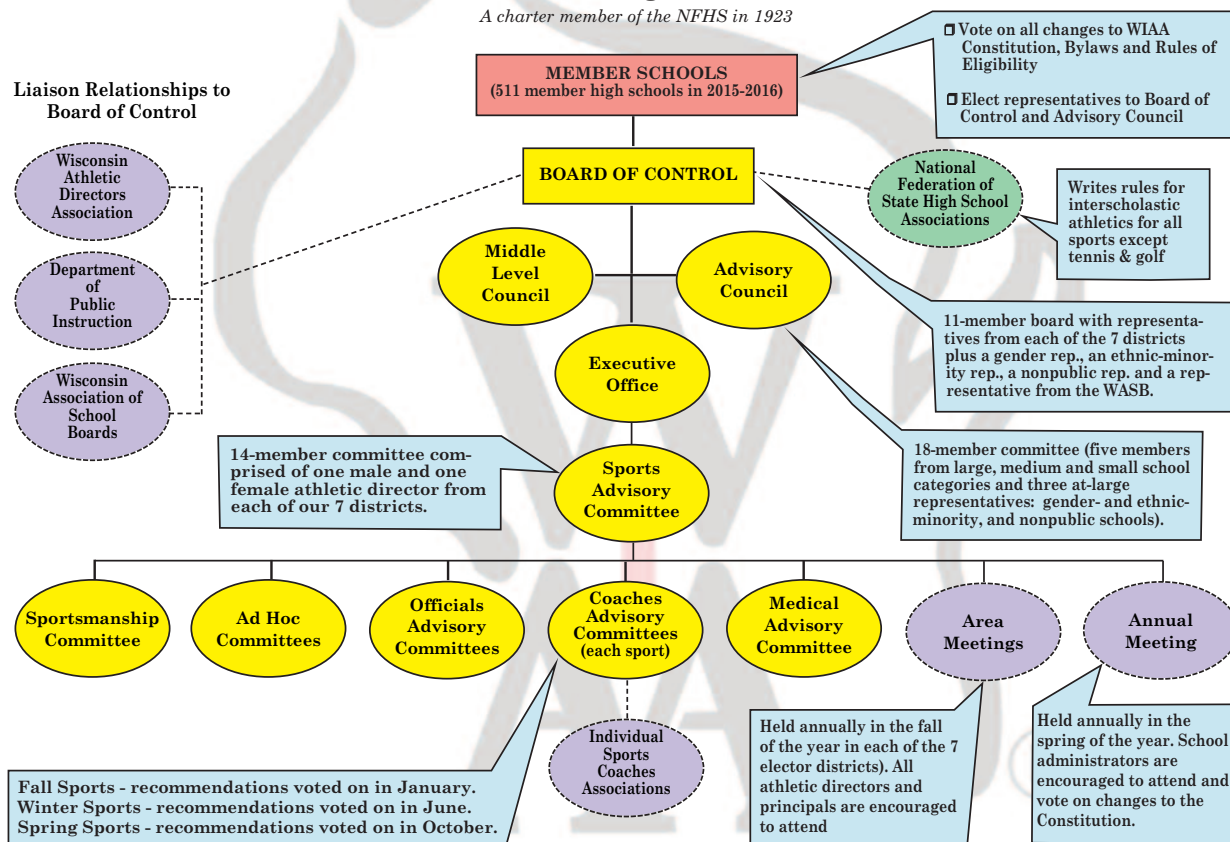 A charter member of the NFHS in 1923
MEMBER SCHOOLS
(511 member high schools in 2015-2016)
❒ Vote on all changes to WIAA
Constitution, Bylaws and Rules of
Eligibility
❒ Elect representatives to Board of
Control and Advisory Council
Liaison Relationships to
Board of Control
Wisconsin
Athletic
Directors
Association
Department
of
Public
Instruction
Wisconsin
Association of
School
Boards
BOARD OF CONTROL
National
Federation of
State High School
Associations
Writes rules for
interscholastic
athletics for all
sports except
tennis & golf
Middle
Level
Council
Advisory
Council
11-member board with representa-
tives from each of the 7 districts
plus a gender rep., an ethnic-minor-
ity rep., a nonpublic rep. and a rep-
resentative from the WASB.
Executive
Office
14-member committee com-
prised of one male and one
female athletic director from
each of our 7 districts.
Sports
Advisory
Committee
18-member committee (five members
from large, medium and small school
categories and three at-large
representatives: gender- and ethnic-
minority, and nonpublic schools).
Sportsmanship
Committee
Ad Hoc
Committees
Officials
Advisory
Committees
Coaches
Advisory
Committees
(each sport)
Medical
Advisory
Committee
Area
Meetings
Annual
Meeting
Individual
Sports
Coaches
Associations
Fall Sports - recommendations voted on in January.
Winter Sports - recommendations voted on in June.
Spring Sports - recommendations voted on in October.
Held annually in the fall
of the year in each of the 7
elector districts). All
athletic directors and
principals are encouraged
to attend
Held annually in the
spring of the year. School
administrators are
encouraged to attend and
vote on changes to the
Constitution.